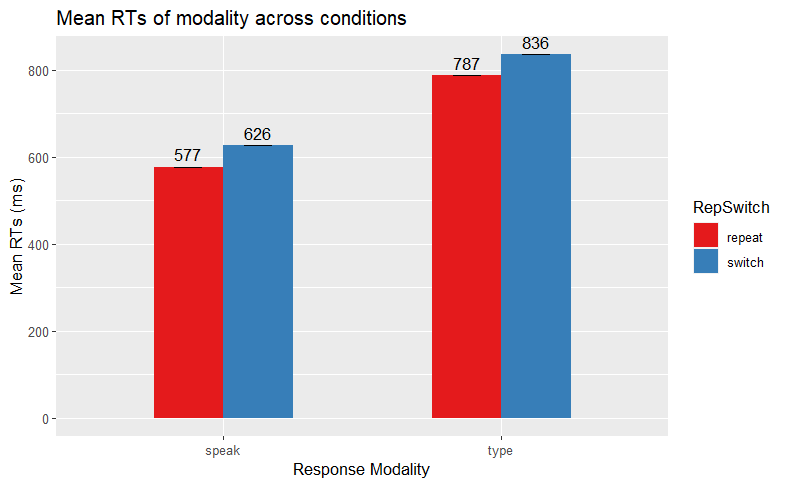 Mean RTs of modality across conditions
836
787
800
626
577
600
400
200
0
Mean RTs (ms)
speak
type
Response Modality
RepSwitch
repeat
switch